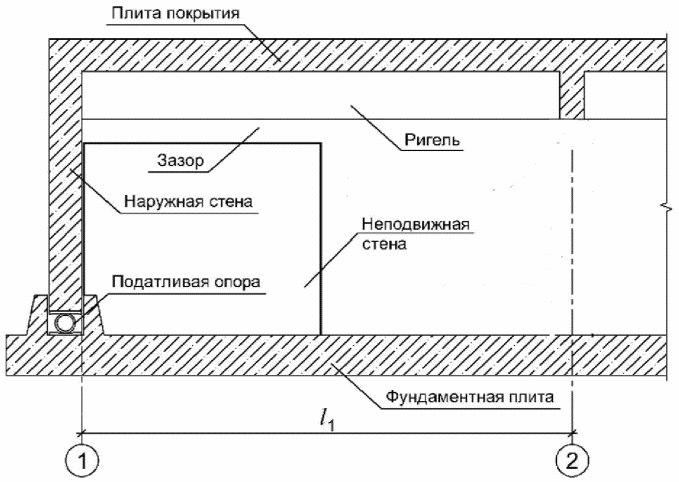 Плита покрытия
Ригель
Зазор
Наружная стена
Неподвижная
стена
Податливая опора
Фундаментная плита
l₁
1
2